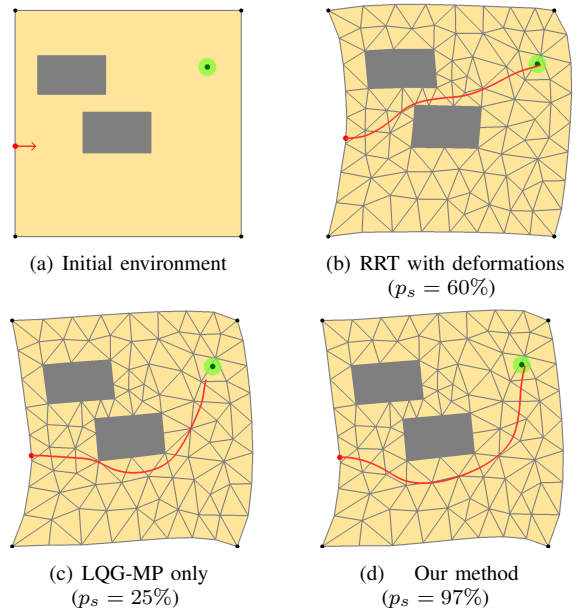 (a) Initial environment
(b) RRT with deformations
(p_s = 60%)
(c) LQG-MP only
(p_s = 25%)
(d) Our method
(p_s = 97%)